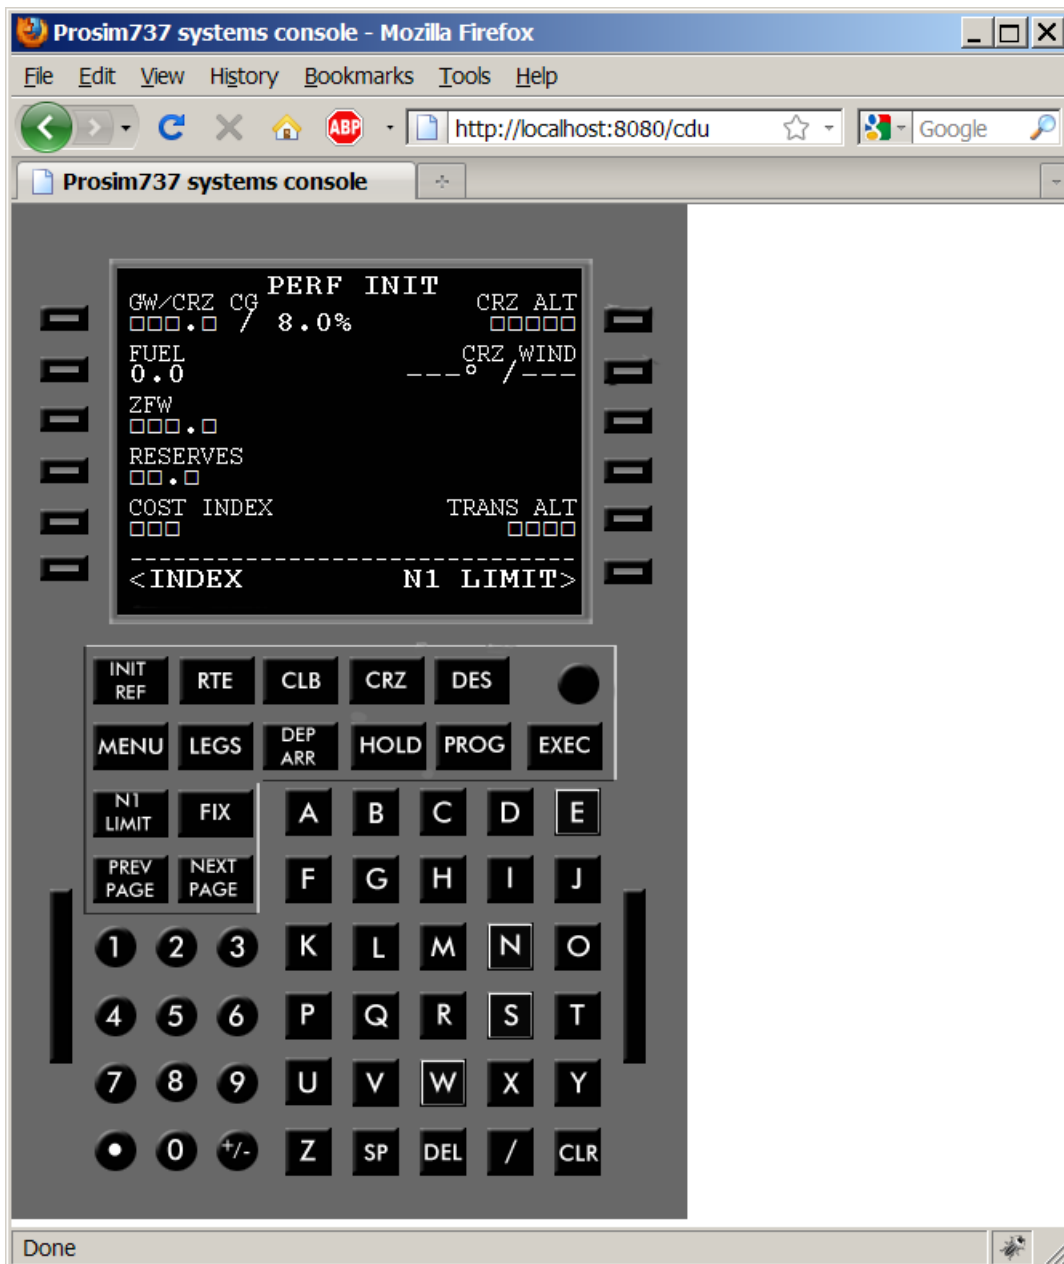 Prosim737 systems console - Mozilla Firefox
File Edit View History Bookmarks Tools Help
ABP http://localhost:8080/cdu Google
Prosim737 systems console
PERF INIT
GW/CRZ CG CRZ ALT
□□□.□ / 8.0% □□□□□
FUEL CRZ WIND
0.0 ---°/---
ZFW
□□□.□
RESERVES
□□.□
COST INDEX TRANS ALT
□□□ □□□□
--------------------------
<INDEX N1 LIMIT>
INIT REF RTE CLB CRZ DES
MENU LEGS DEP ARR HOLD PROG EXEC
N1 LIMIT FIX A B C D E
PREV PAGE NEXT PAGE F G H I J
1 2 3 K L M N O
4 5 6 P Q R S T
7 8 9 U V W X Y
• 0 +/- Z SP DEL / CLR
Done